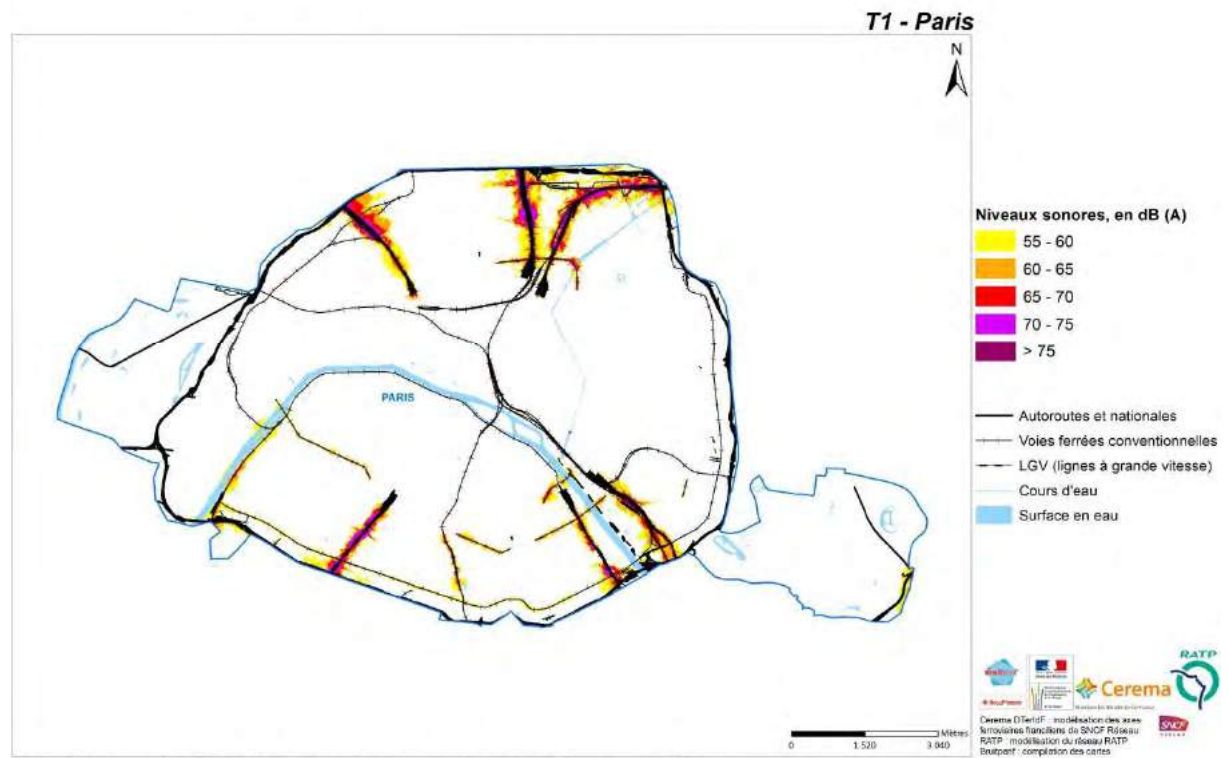 T1 - Paris
N
PARIS
Niveaux sonores, en dB (A)
55 - 60
60 - 65
65 - 70
70 - 75
> 75
Autoroutes et nationales
Voies ferrées conventionnelles
LGV (lignes à grande vitesse)
Cours d'eau
Surface en eau
RATP
Cerema
SNCF
Cerema DTerIdF : modélisation des axes
ferroviaires franciliens de SNCF Réseau
RATP : modélisation du réseau RATP
Bruitparif : compilation des cartes
Mètres
0 1.520 3.040